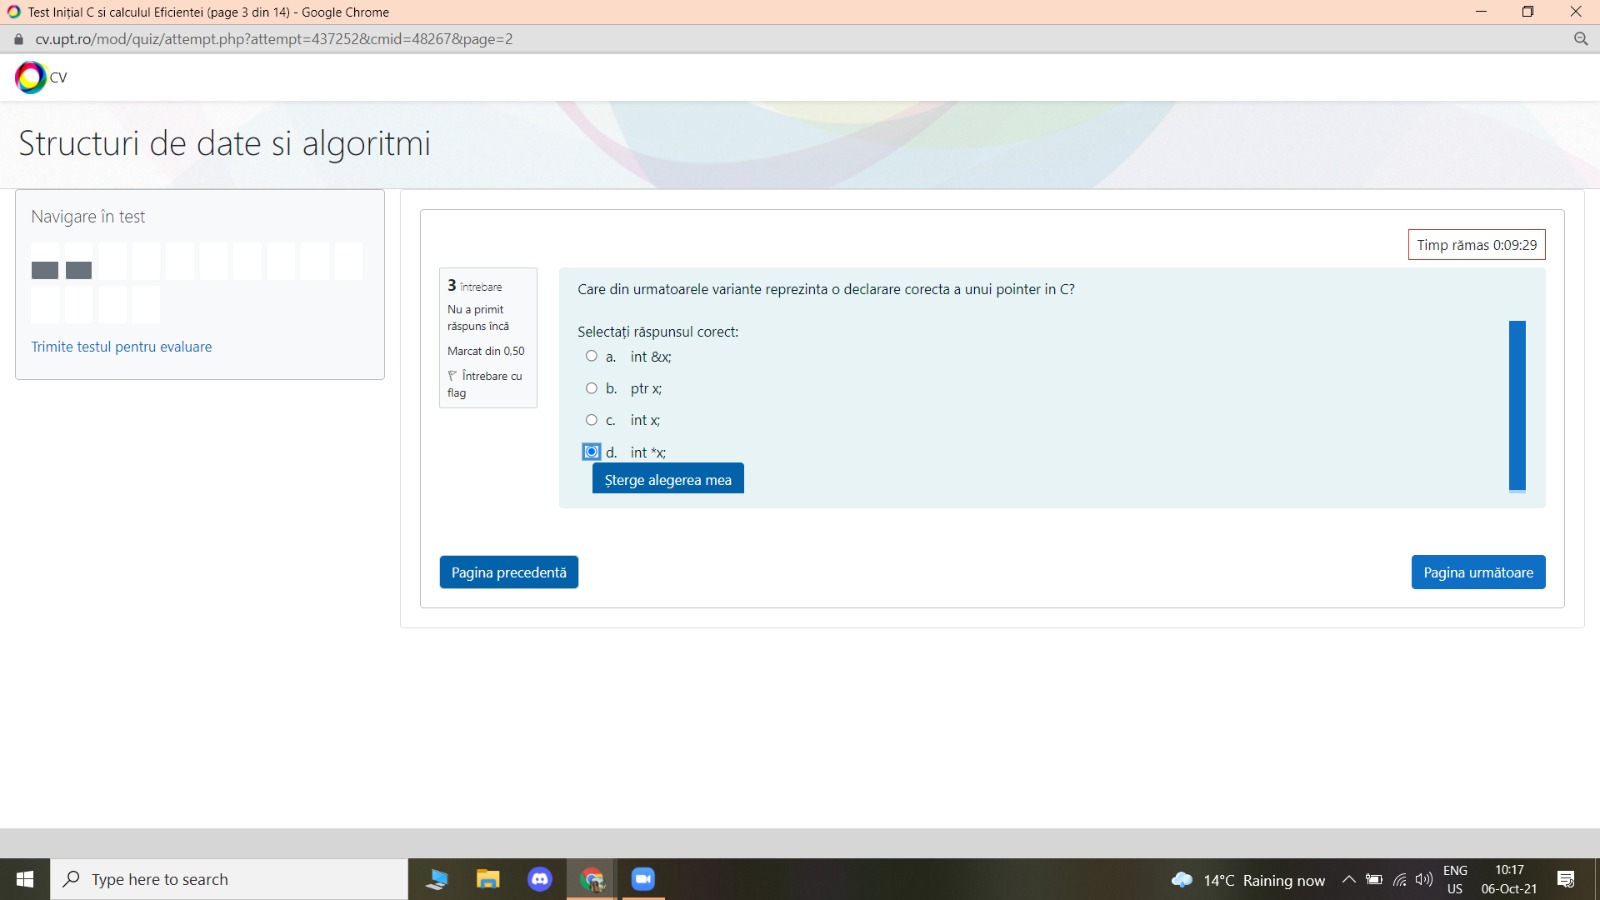 Test Inițial C si calculul Eficientei (page 3 din 14) - Google Chrome
cv.upt.ro/mod/quiz/attempt.php?attempt=437252&cmid=48267&page=2
CV
Structuri de date si algoritmi
Navigare în test
Trimite testul pentru evaluare
Timp rămas 0:09:29
3 întrebare
Nu a primit
răspuns încă
Marcat din 0,50
Întrebare cu
flag
Care din urmatoarele variante reprezinta o declarare corecta a unui pointer in C?
Selectați răspunsul corect:
a. int &x;
b. ptr x;
c. int x;
d. int *x;
Șterge alegerea mea
Pagina precedentă
Pagina următoare
Type here to search
14°C Raining now
ENG
US
10:17
06-Oct-21